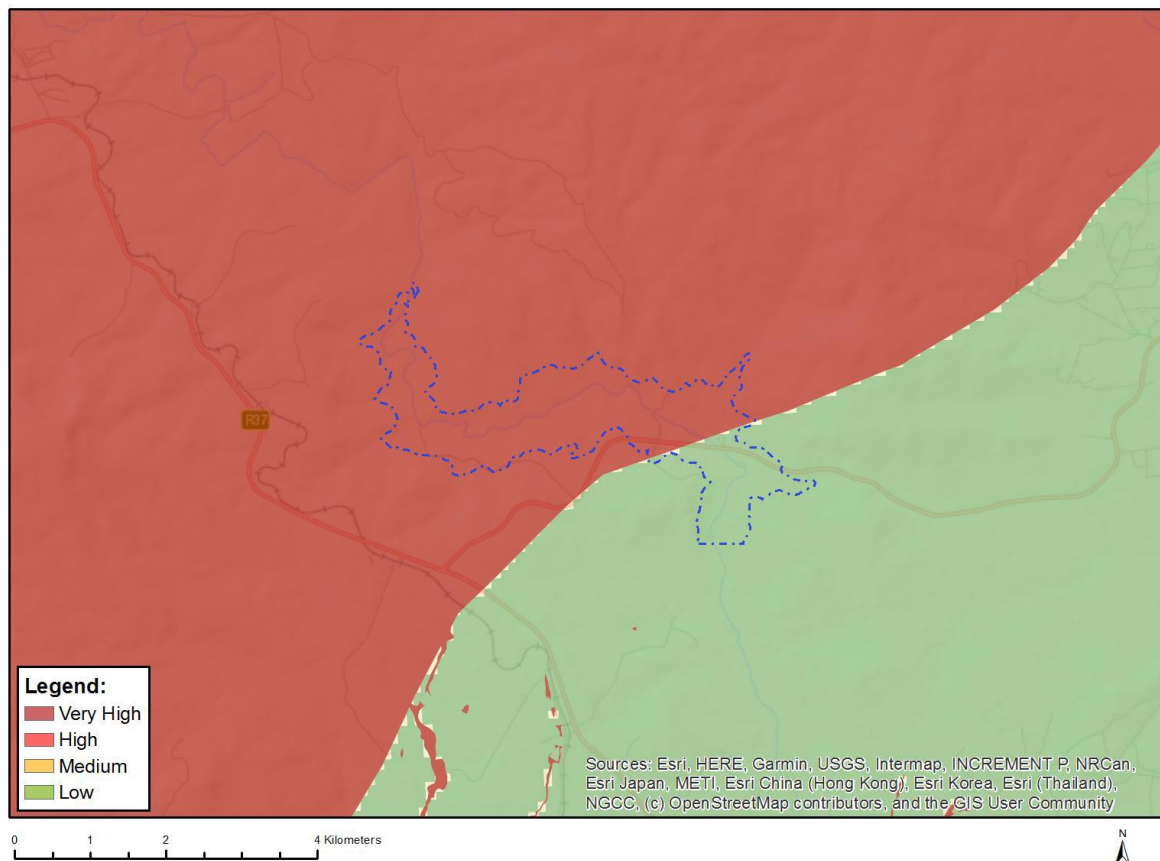 R37
Legend:
Very High
High
Medium
Low
Sources: Esri, HERE, Garmin, USGS, Intermap, INCREMENT P, NRCan,
Esri Japan, METI, Esri China (Hong Kong), Esri Korea, Esri (Thailand),
NGCC, (c) OpenStreetMap contributors, and the GIS User Community
0 1 2 4 Kilometers
N